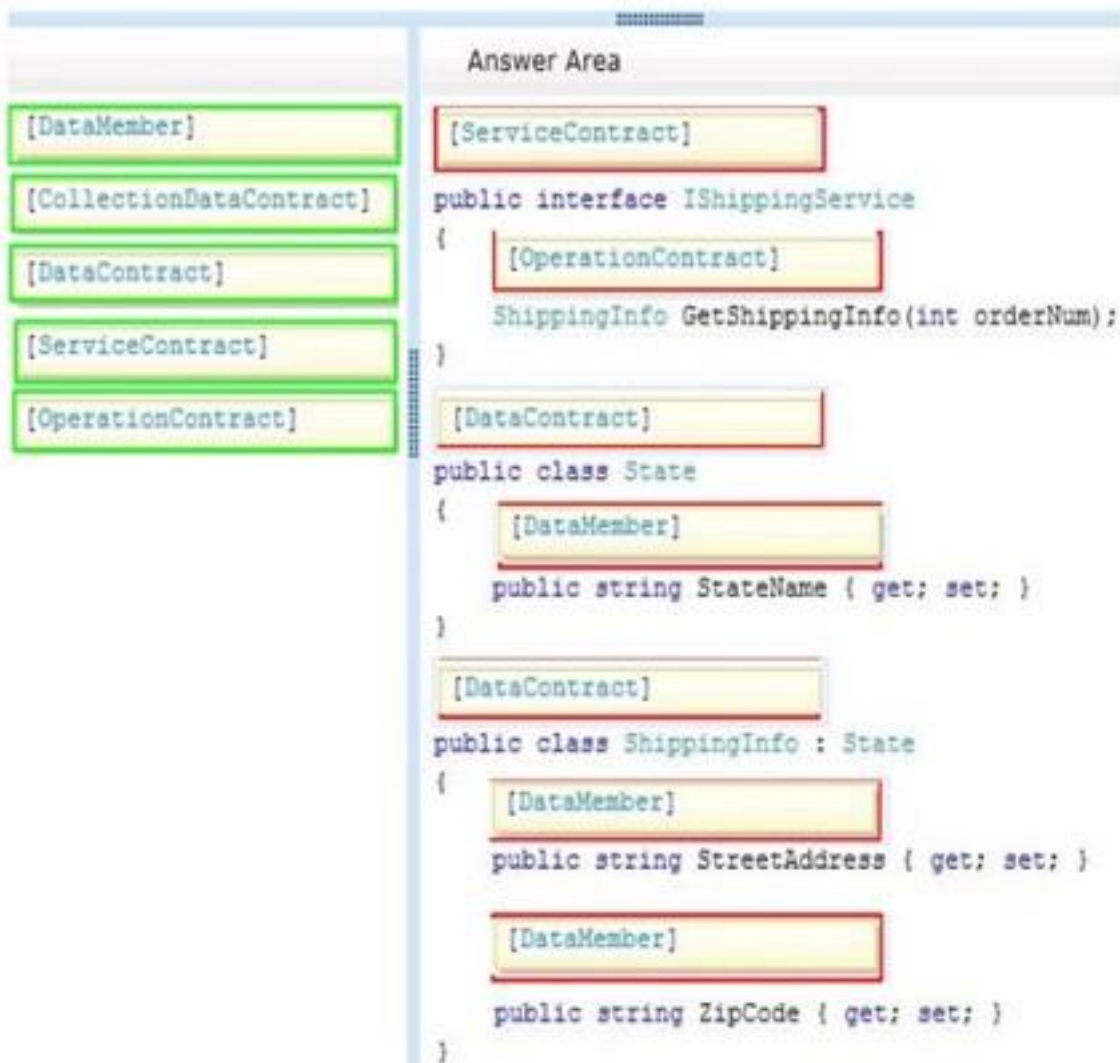 Answer Area
[DataMember]
[CollectionDataContract]
[DataContract]
[ServiceContract]
[OperationContract]
[ServiceContract]
public interface IShippingService
{
[OperationContract]
ShippingInfo GetShippingInfo(int orderNum);
}
[DataContract]
public class State
{
[DataMember]
public string StateName { get; set; }
}
[DataContract]
public class ShippingInfo : State
{
[DataMember]
public string StreetAddress { get; set; }
[DataMember]
public string ZipCode { get; set; }
}